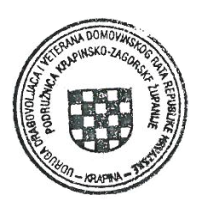 UDRUGA DRAGOVOLJACA I VETERANA DOMOVINSKOG RATA REPUBLIKE HRVATSKE
PODRUŽNICA KRAPINSKO-ZAGORSKE ŽUPANIJE
- KRAPINA -